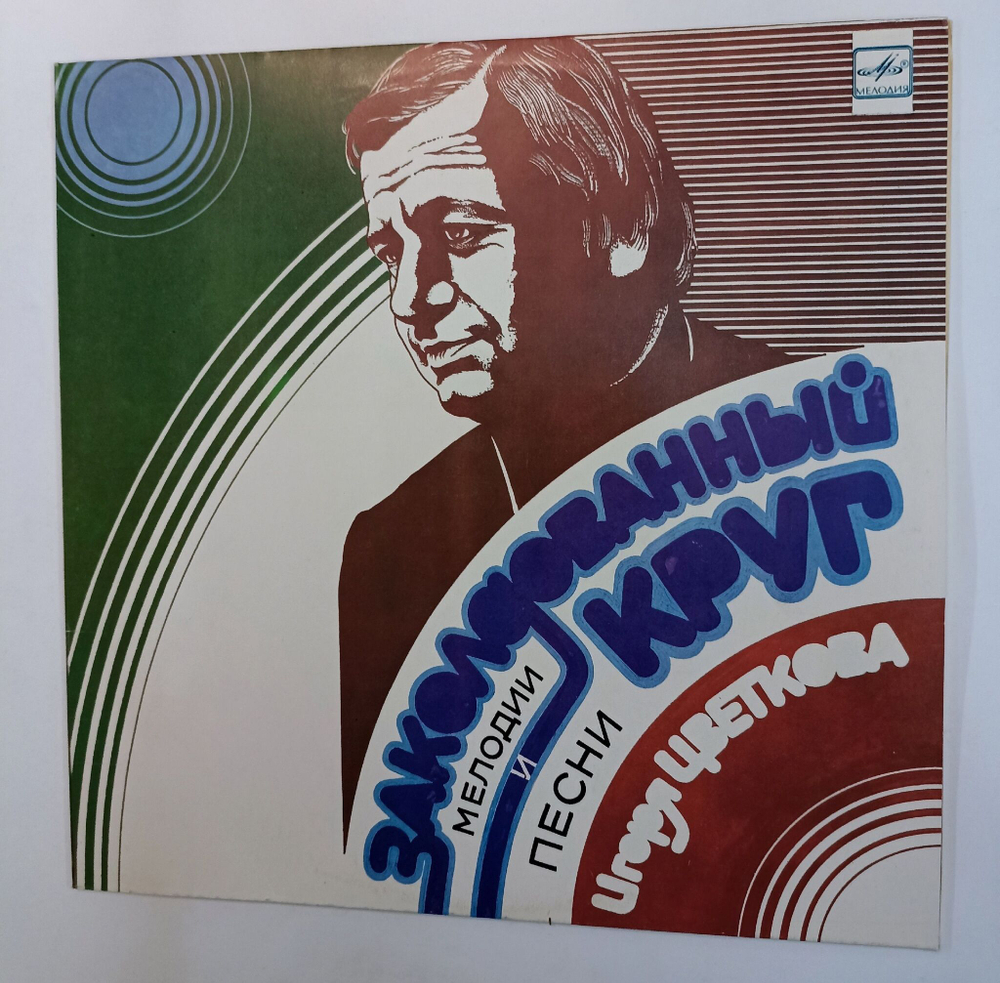 МЕЛОДИЯ
ЗАКОЛДОВАННЫЙ
КРУГ
МЕЛОДИИ
И
ПЕСНИ
Игоря ЦВЕТКОВА